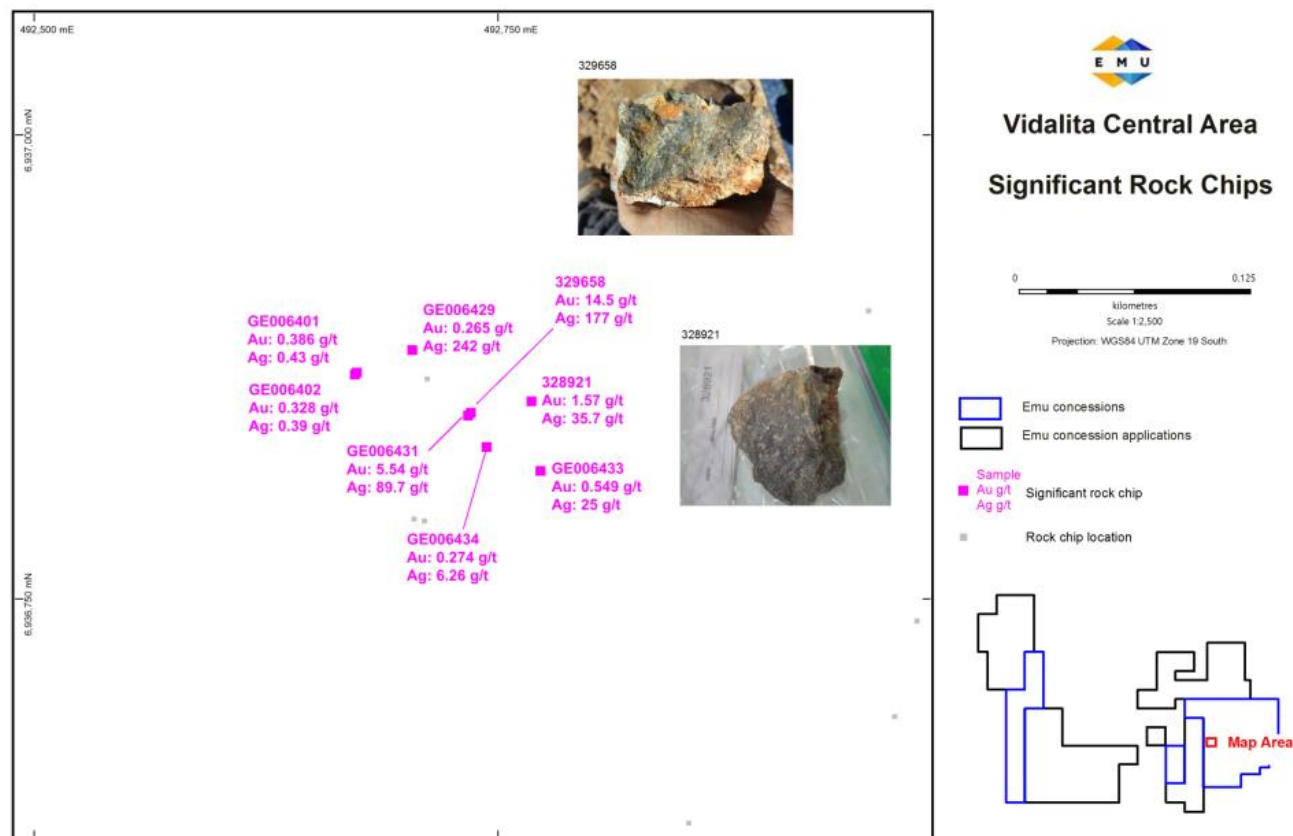 492,500 mE
492,750 mE
6,937,000 mN
6,936,750 mN
329658
329658
Au: 14.5 g/t
Ag: 177 g/t
GE006429
Au: 0.265 g/t
Ag: 242 g/t
GE006401
Au: 0.386 g/t
Ag: 0.43 g/t
GE006402
Au: 0.328 g/t
Ag: 0.39 g/t
328921
Au: 1.57 g/t
Ag: 35.7 g/t
GE006431
Au: 5.54 g/t
Ag: 89.7 g/t
GE006433
Au: 0.549 g/t
Ag: 25 g/t
GE006434
Au: 0.274 g/t
Ag: 6.26 g/t
328921
328921
EMU
Vidalita Central Area
Significant Rock Chips
0
0.125
kilometres
Scale 1:2,500
Projection: WGS84 UTM Zone 19 South
Emu concessions
Emu concession applications
Sample
Au g/t
Ag g/t
Significant rock chip
Rock chip location
Map Area